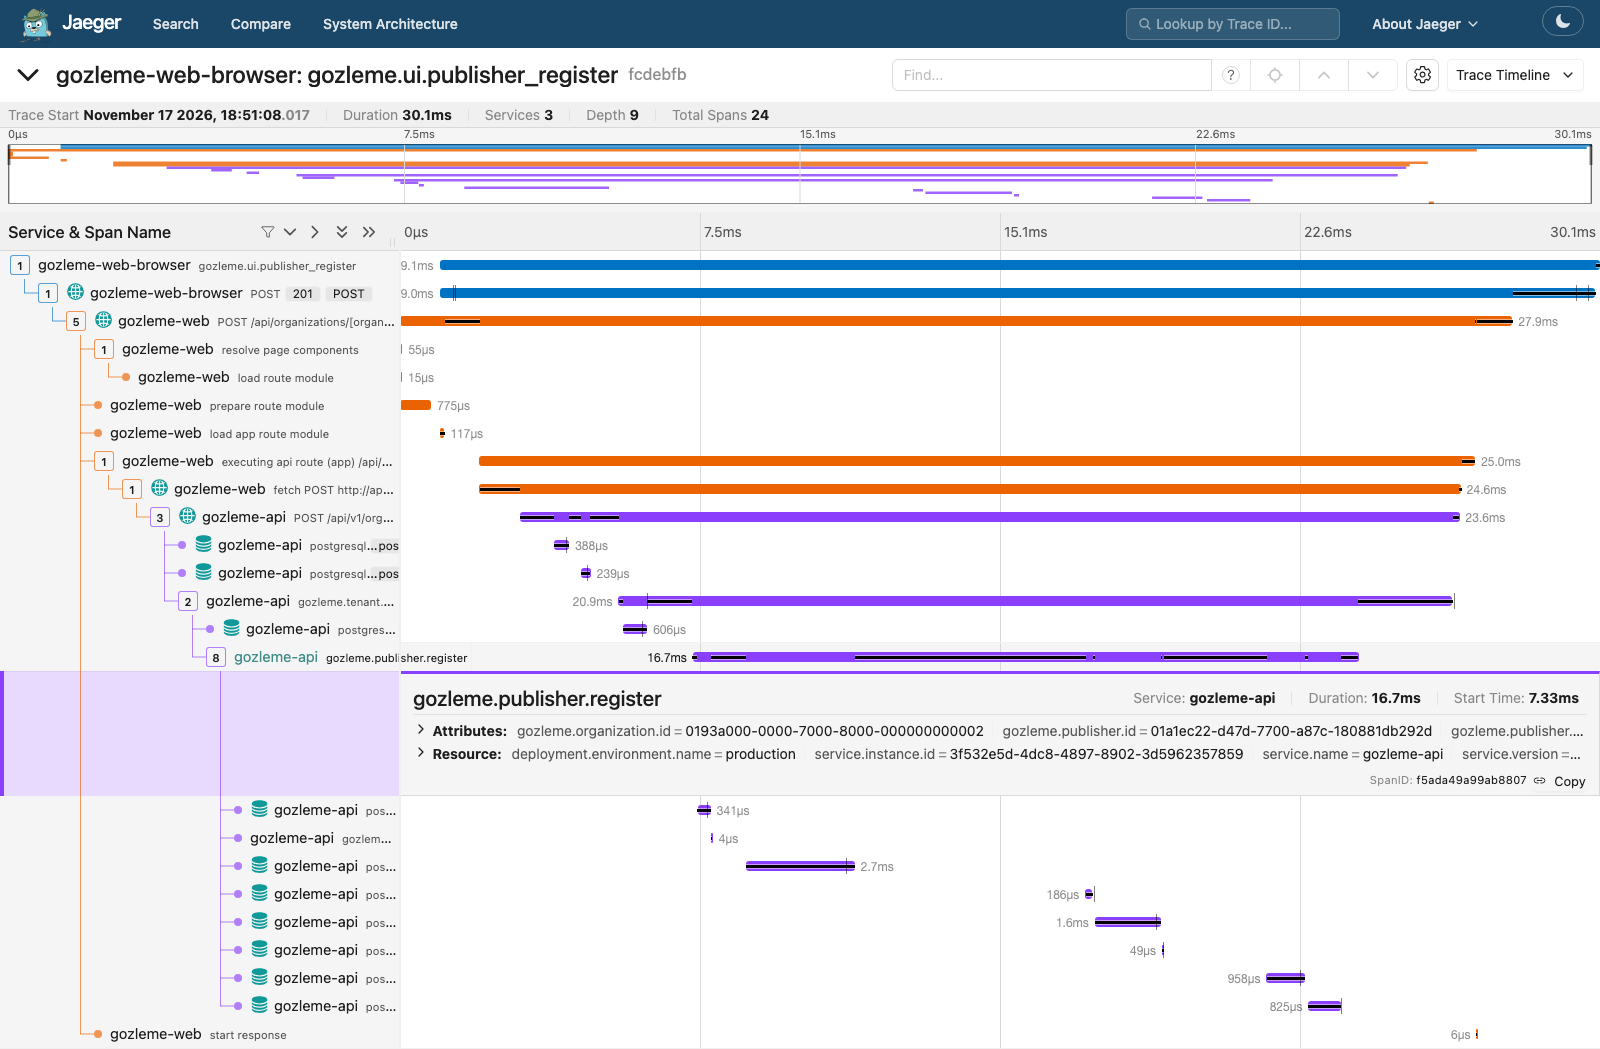 Jaeger Search Compare System Architecture Lookup by Trace ID... About Jaeger
gozleme-web-browser: gozleme.ui.publisher_register fcdebfb Find... ? Trace Timeline
Trace Start November 17 2026, 18:51:08.017 Duration 30.1ms Services 3 Depth 9 Total Spans 24
0μs 7.5ms 15.1ms 22.6ms 30.1ms
Service & Span Name 0μs 7.5ms 15.1ms 22.6ms 30.1ms
1 gozleme-web-browser gozleme.ui.publisher_register 9.1ms
1 gozleme-web-browser POST 201 POST 9.0ms
5 gozleme-web POST /api/organizations/[organ... 27.9ms
1 gozleme-web resolve page components 55μs
gozleme-web load route module 15μs
gozleme-web prepare route module 775μs
gozleme-web load app route module 117μs
1 gozleme-web executing api route (app) /api/... 25.0ms
1 gozleme-web fetch POST http://ap... 24.6ms
3 gozleme-api POST /api/v1/org... 23.6ms
gozleme-api postgresql...pos 388μs
gozleme-api postgresql...pos 239μs
2 gozleme-api gozleme.tenant.... 20.9ms
gozleme-api postgres... 606μs
8 gozleme-api gozleme.publisher.register 16.7ms
gozleme.publisher.register Service: gozleme-api Duration: 16.7ms Start Time: 7.33ms
Attributes: gozleme.organization.id = 0193a000-0000-7000-8000-000000000002 gozleme.publisher.id = 01a1ec22-d47d-7700-a87c-180881db292d gozleme.publisher....
Resource: deployment.environment.name = production service.instance.id = 3f532e5d-4dc8-4897-8902-3d5962357859 service.name = gozleme-api service.version =...
SpanID: f5ada49a99ab8807 Copy
gozleme-api pos... 341μs
gozleme-api gozlem... 4μs
gozleme-api pos... 2.7ms
gozleme-api pos... 186μs
gozleme-api pos... 1.6ms
gozleme-api pos... 49μs
gozleme-api pos... 958μs
gozleme-api pos... 825μs
gozleme-web start response 6μs